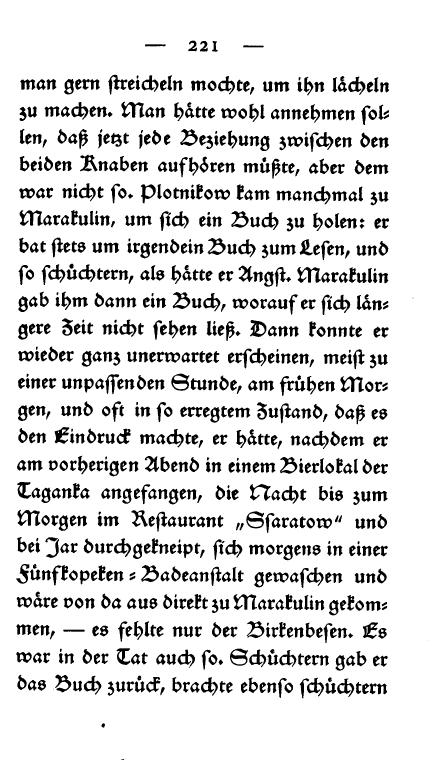 — 221 —
man gern streicheln mochte, um ihn lächeln
zu machen. Man hätte wohl annehmen sol-
len, daß jetzt jede Beziehung zwischen den
beiden Knaben aufhören müßte, aber dem
war nicht so. Plotnikow kam manchmal zu
Marakulin, um sich ein Buch zu holen: er
bat stets um irgendein Buch zum Lesen, und
so schüchtern, als hätte er Angst. Marakulin
gab ihm dann ein Buch, worauf er sich län-
gere Zeit nicht sehen ließ. Dann konnte er
wieder ganz unerwartet erscheinen, meist zu
einer unpassenden Stunde, am frühen Mor-
gen, und oft in so erregtem Zustand, daß es
den Eindruck machte, er hätte, nachdem er
am vorherigen Abend in einem Bierlokal der
Taganka angefangen, die Nacht bis zum
Morgen im Restaurant „Ssaratow“ und
bei Jar durchgekneipt, sich morgens in einer
Fünfkopeken-Badeanstalt gewaschen und
wäre von da aus direkt zu Marakulin gekom-
men, — es fehlte nur der Birkenbesen. Es
war in der Tat auch so. Schüchtern gab er
das Buch zurück, brachte ebenso schüchtern